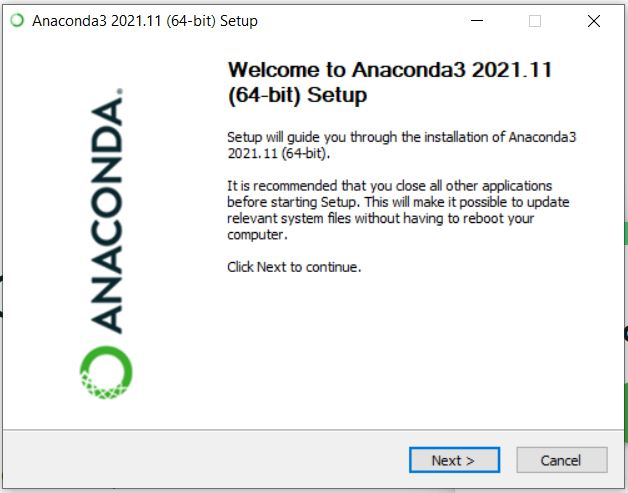 Anaconda3 2021.11 (64-bit) Setup
Welcome to Anaconda3 2021.11
(64-bit) Setup
Setup will guide you through the installation of Anaconda3
2021.11 (64-bit).
It is recommended that you close all other applications
before starting Setup. This will make it possible to update
relevant system files without having to reboot your
computer.
Click Next to continue.
ANACONDA.
Next >
Cancel